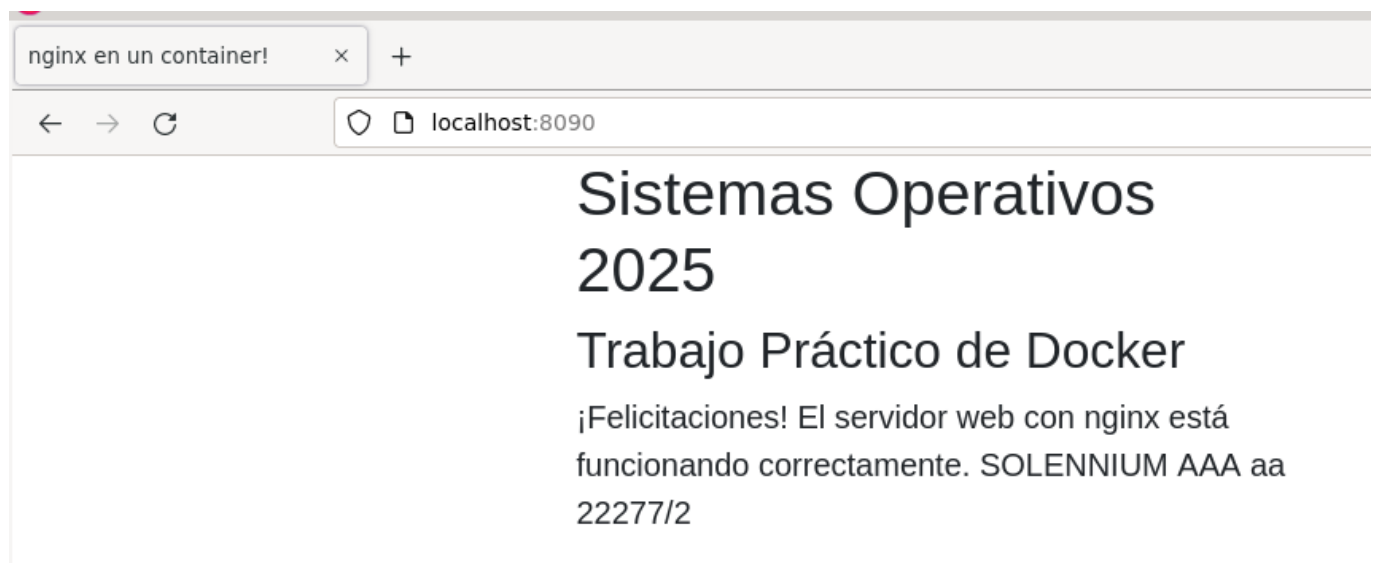 nginx en un container!
localhost:8090
Sistemas Operativos
2025
Trabajo Práctico de Docker
¡Felicitaciones! El servidor web con nginx está
funcionando correctamente. SOLENNIUM AAA aa
22277/2